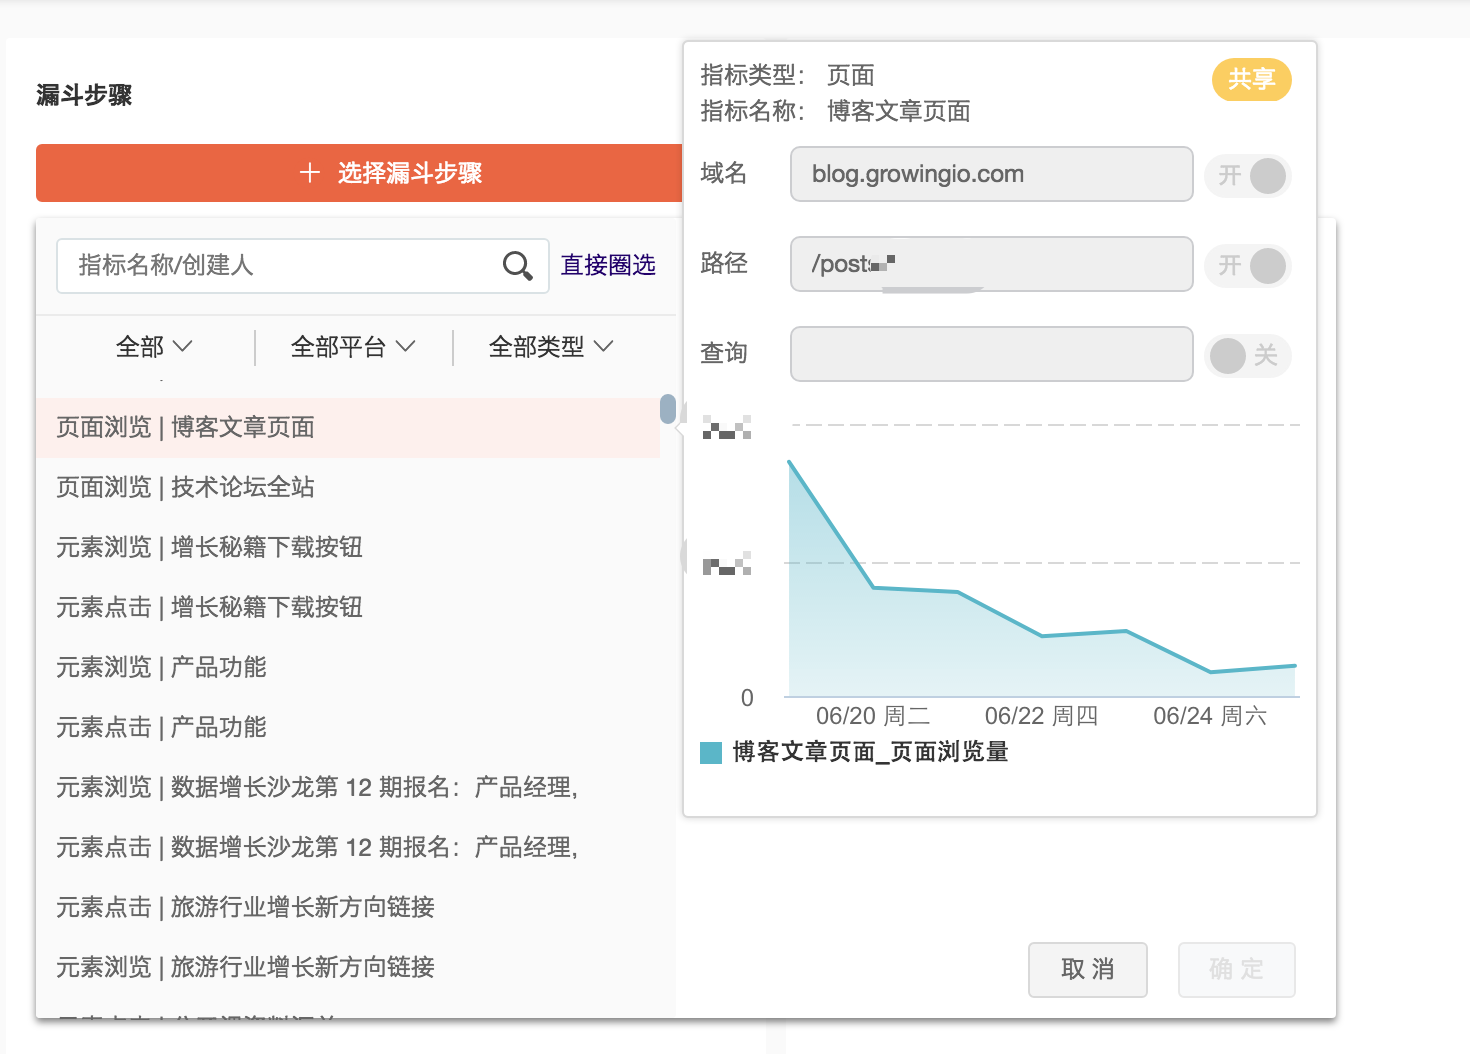 漏斗步骤
选择漏斗步骤
指标名称/创建人
直接圈选
全部
全部平台
全部类型
页面浏览 | 博客文章页面
页面浏览 | 技术论坛全站
元素浏览 | 增长秘籍下载按钮
元素点击 | 增长秘籍下载按钮
元素浏览 | 产品功能
元素点击 | 产品功能
元素浏览 | 数据增长沙龙第 12 期报名：产品经理，
元素点击 | 数据增长沙龙第 12 期报名：产品经理，
元素点击 | 旅游行业增长新方向链接
元素浏览 | 旅游行业增长新方向链接
指标类型： 页面
共享
指标名称： 博客文章页面
域名
blog.growingio.com
开
路径
/posts
开
查询
关
0
06/20 周二
06/22 周四
06/24 周六
博客文章页面_页面浏览量
取 消
确 定